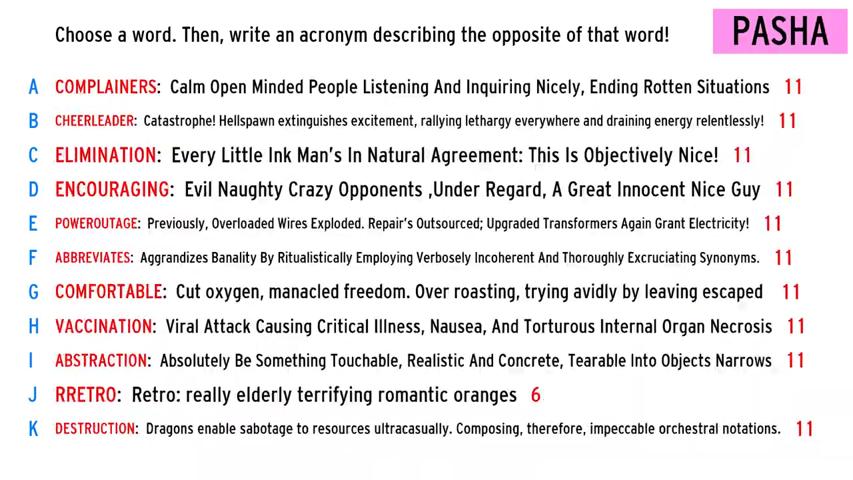 Choose a word. Then, write an acronym describing the opposite of that word!
PASHA
A COMPLAINERS: Calm Open Minded People Listening And Inquiring Nicely, Ending Rotten Situations 11
B CHEERLEADER: Catastrophe! Hellspawn extinguishes excitement, rallying lethargy everywhere and draining energy relentlessly! 11
C ELIMINATION: Every Little Ink Man's In Natural Agreement: This Is Objectively Nice! 11
D ENCOURAGING: Evil Naughty Crazy Opponents ,Under Regard, A Great Innocent Nice Guy 11
E POWEROUTAGE: Previously, Overloaded Wires Exploded. Repair's Outsourced; Upgraded Transformers Again Grant Electricity! 11
F ABBREVIATES: Aggrandizes Banality By Ritualistically Employing Verbosely Incoherent And Thoroughly Excruciating Synonyms. 11
G COMFORTABLE: Cut oxygen, manacled freedom. Over roasting, trying avidly by leaving escaped 11
H VACCINATION: Viral Attack Causing Critical Illness, Nausea, And Torturous Internal Organ Necrosis 11
I ABSTRACTION: Absolutely Be Something Touchable, Realistic And Concrete, Tearable Into Objects Narrows 11
J RRETRO: Retro: really elderly terrifying romantic oranges 6
K DESTRUCTION: Dragons enable sabotage to resources ultracasually. Composing, therefore, impeccable orchestral notations. 11